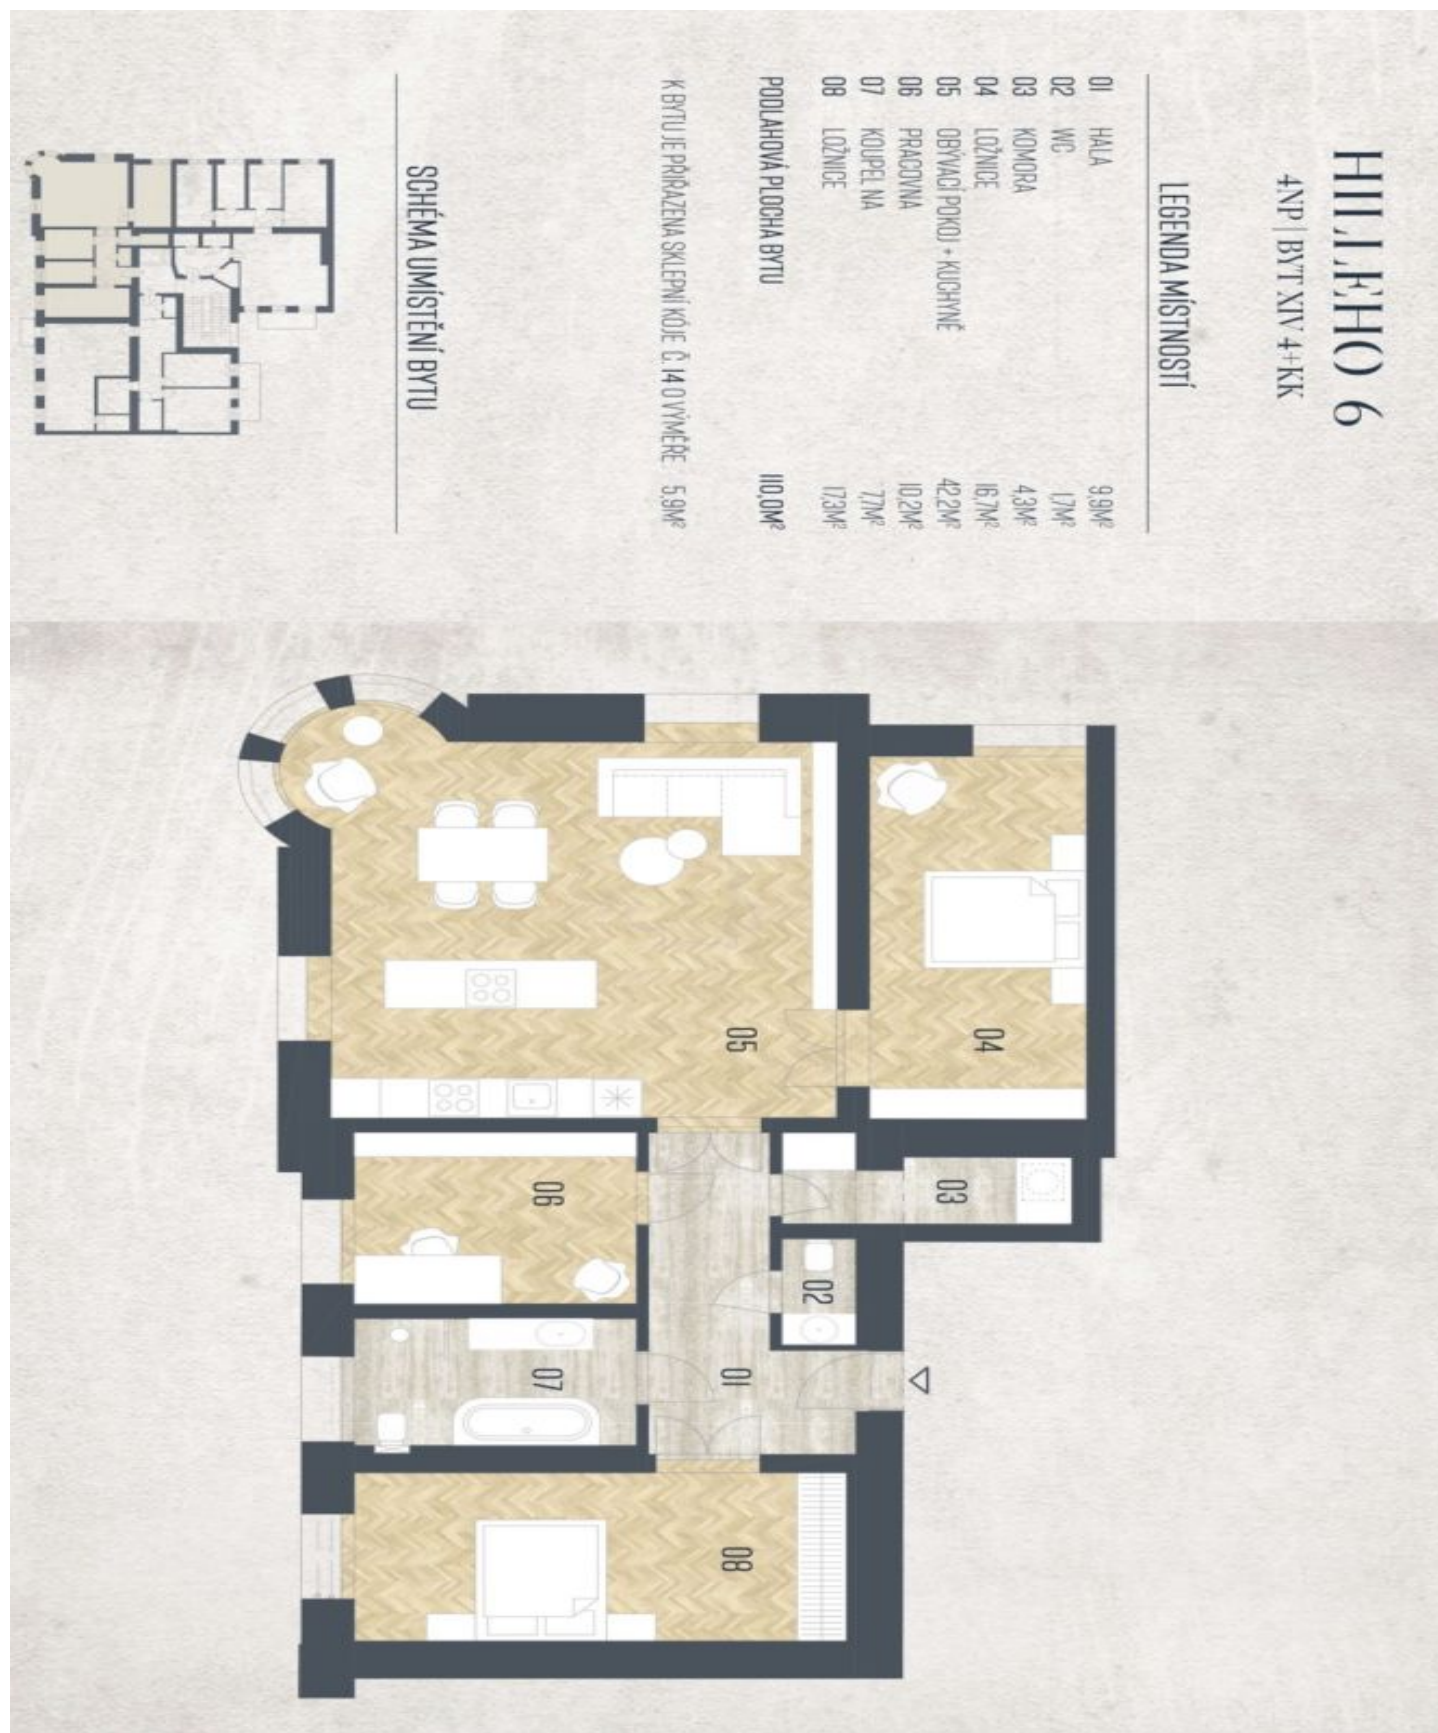 HILLEHO 6
4NP | BYT XIV 4+KK
LEGENDA MÍSTNOSTÍ
01 HALA 9,9M²
02 WC 1,7M²
03 KOMORA 4,3M²
04 LOŽNICE 16,7M²
05 OBÝVACÍ POKOJ + KUCHYNĚ 42,2M²
06 PRACOVNA 10,2M²
07 KOUPELNA 7,7M²
08 LOŽNICE 17,3M²
PODLAHOVÁ PLOCHA BYTU 110,0M²
K BYTU JE PŘIŘAZENA SKLEPNÍ KÓJE Č. 14 O VÝMĚŘE 5,9M²
SCHÉMA UMÍSTĚNÍ BYTU
04
05
03
06
02
01
07
08